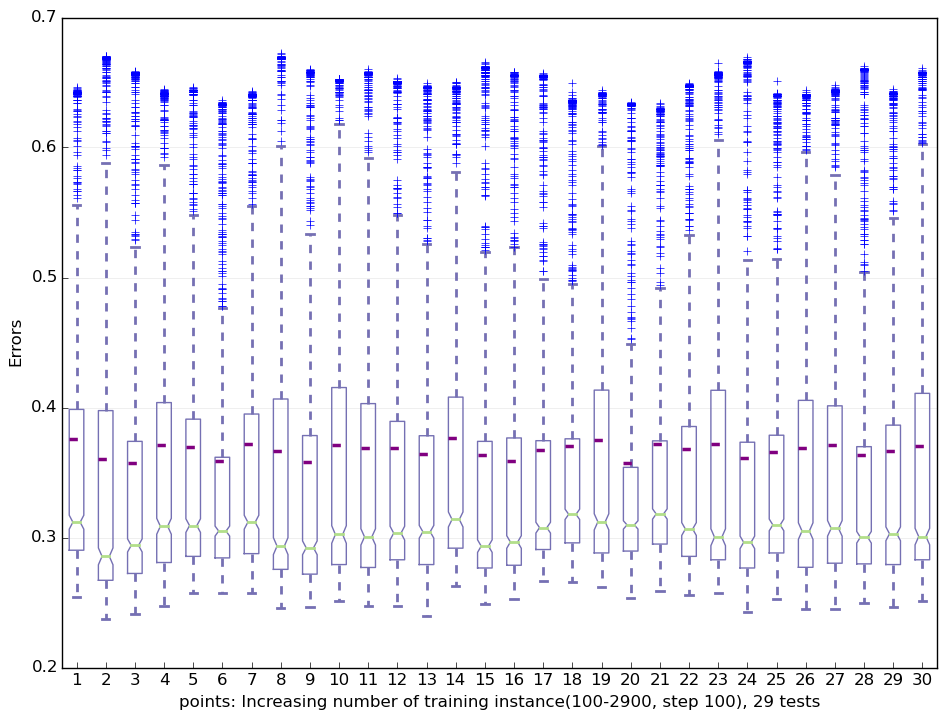 0.7
0.6
0.5
0.4
0.3
0.2
Errors
1 2 3 4 5 6 7 8 9 10 11 12 13 14 15 16 17 18 19 20 21 22 23 24 25 26 27 28 29 30
points: Increasing number of training instance(100-2900, step 100), 29 tests